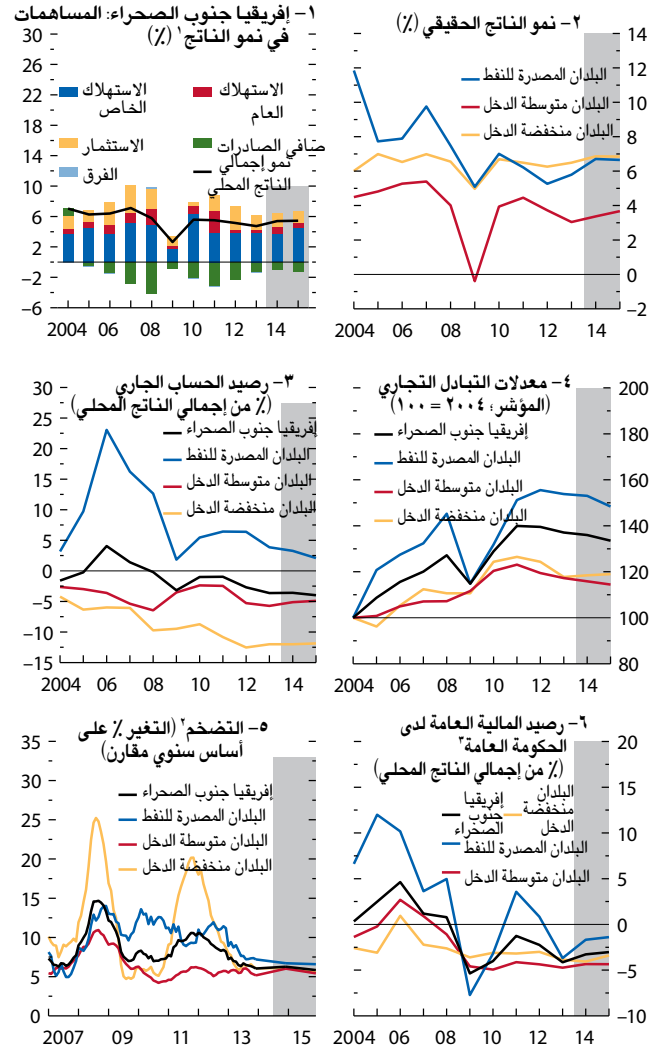 ١- إفريقيا جنوب الصحراء: المساهمات
في نمو الناتج١ (٪)
30
26
22
18
14
10
6
2
−2
−6
الاستهلاك الخاص
الاستهلاك العام
الاستثمار
صافي الصادرات
الفرق
نمو إجمالي الناتج المحلي
2004 06 08 10 12 14
٢- نمو الناتج الحقيقي (٪)
14
12
10
8
6
4
2
0
−2
البلدان المصدرة للنفط
البلدان متوسطة الدخل
البلدان منخفضة الدخل
2004 06 08 10 12 14
٣- رصيد الحساب الجاري
(٪ من إجمالي الناتج المحلي)
30
25
20
15
10
5
0
−5
−10
−15
إفريقيا جنوب الصحراء
البلدان المصدرة للنفط
البلدان متوسطة الدخل
البلدان منخفضة الدخل
2004 06 08 10 12 14
٤- معدلات التبادل التجاري
(المؤشر؛ ٢٠٠٤ = ١٠٠)
200
180
160
140
120
100
80
إفريقيا جنوب الصحراء
البلدان المصدرة للنفط
البلدان متوسطة الدخل
البلدان منخفضة الدخل
2004 06 08 10 12 14
٥- التضخم٢ (التغير ٪ على
أساس سنوي مقارن)
35
30
25
20
15
10
5
0
إفريقيا جنوب الصحراء
البلدان المصدرة للنفط
البلدان متوسطة الدخل
البلدان منخفضة الدخل
2007 09 11 13 15
٦- رصيد المالية العامة لدى
الحكومة العامة٣
(٪ من إجمالي الناتج المحلي)
20
15
10
5
0
−5
−10
إفريقيا جنوب الصحراء
البلدان منخفضة الدخل
البلدان المصدرة للنفط
البلدان متوسطة الدخل
2004 06 08 10 12 14